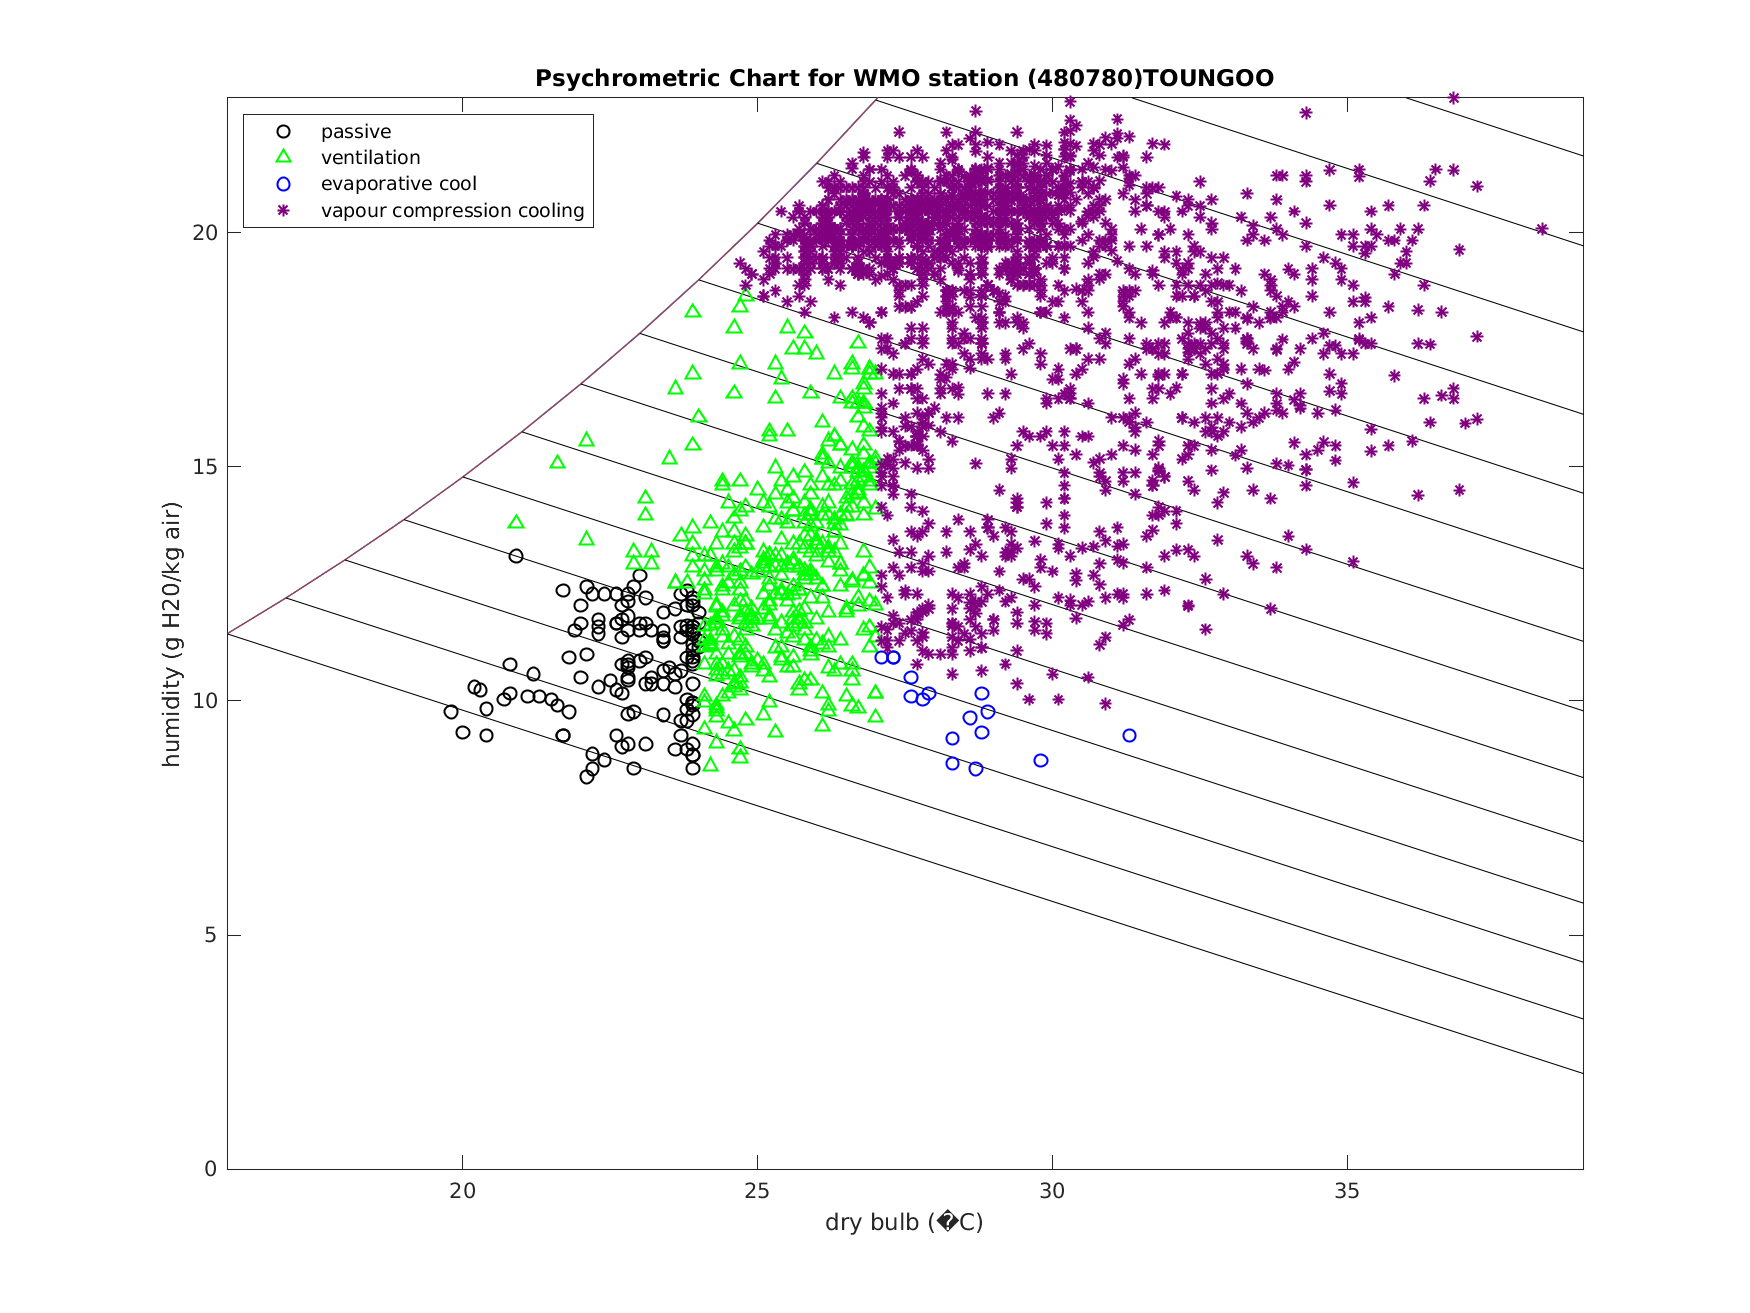 Psychrometric Chart for WMO station (480780)TOUNGOO
passive
ventilation
evaporative cool
vapour compression cooling
humidity (g H20/kg air)
20
15
10
5
0
20 25 30 35
dry bulb (�C)